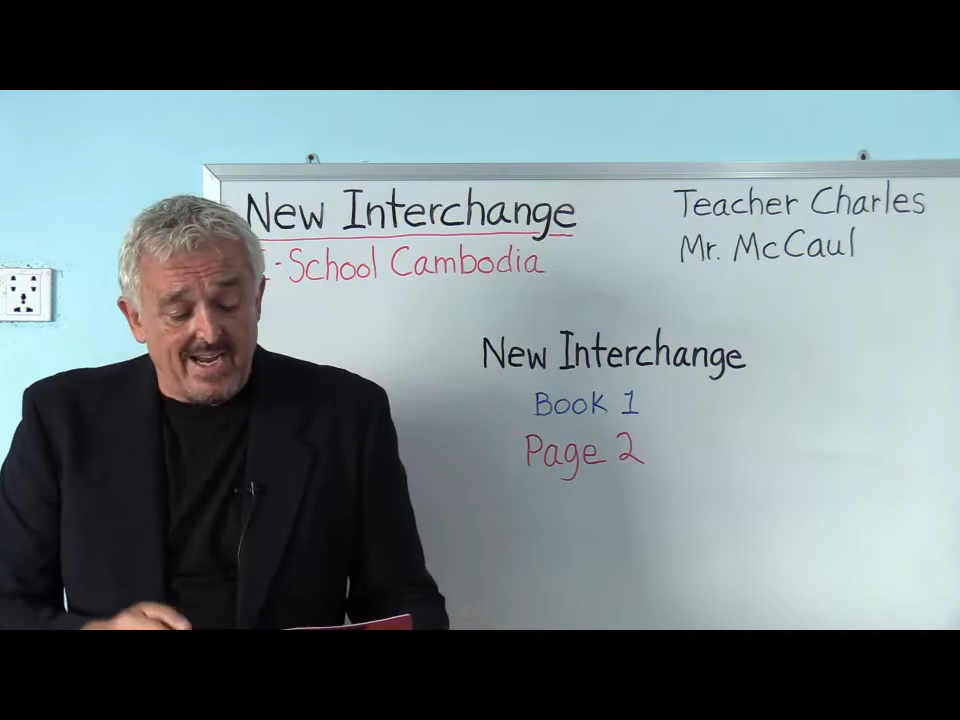 New Interchange
-School Cambodia
Teacher Charles
Mr. McCaul
New Interchange
Book 1
Page 2